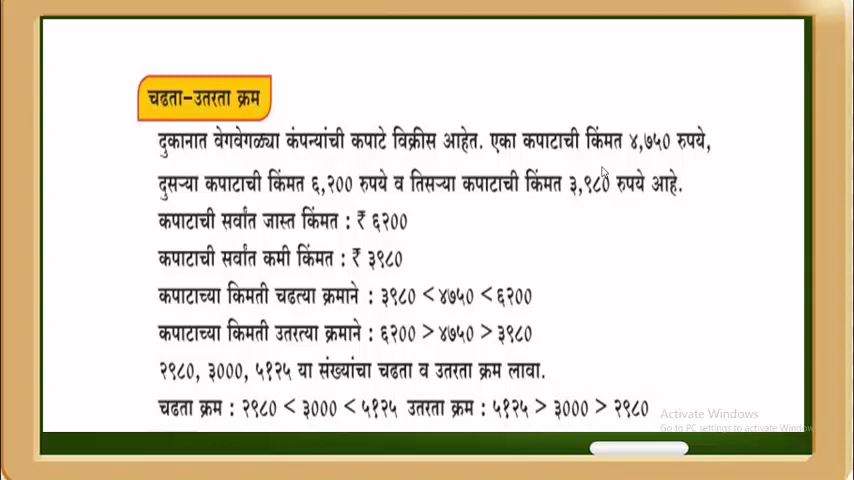 चढता-उतरता क्रम
दुकानात वेगवेगळ्या कंपन्यांची कपाटे विक्रीस आहेत. एका कपाटाची किंमत ४,७५० रुपये,
दुसऱ्या कपाटाची किंमत ६,२०० रुपये व तिसऱ्या कपाटाची किंमत ३,९८० रुपये आहे.
कपाटाची सर्वांत जास्त किंमत : ₹ ६२००
कपाटाची सर्वांत कमी किंमत : ₹ ३९८०
कपाटाच्या किमती चढत्या क्रमाने : ३९८० < ४७५० < ६२००
कपाटाच्या किमती उतरत्या क्रमाने : ६२०० > ४७५० > ३९८०
२९८०, ३०००, ५१२५ या संख्यांचा चढता व उतरता क्रम लावा.
चढता क्रम : २९८० < ३००० < ५१२५ उतरता क्रम : ५१२५ > ३००० > २९८०
Activate Windows
Go to PC settings to activate Windows